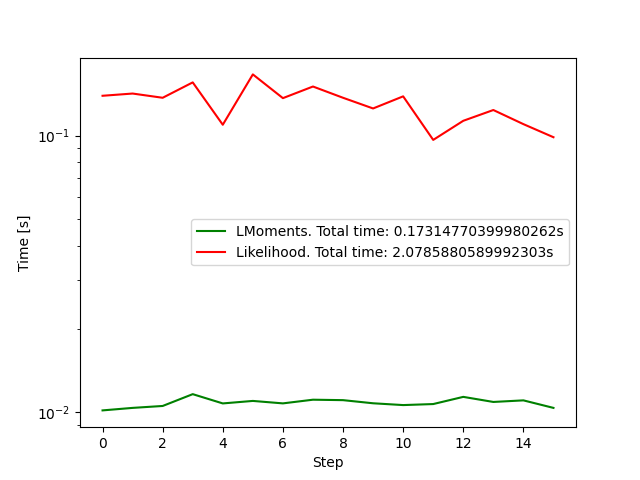 10⁻¹
Time [s]
LMoments. Total time: 0.17314770399980262s
Likelihood. Total time: 2.0785880589992303s
10⁻²
0 2 4 6 8 10 12 14
Step